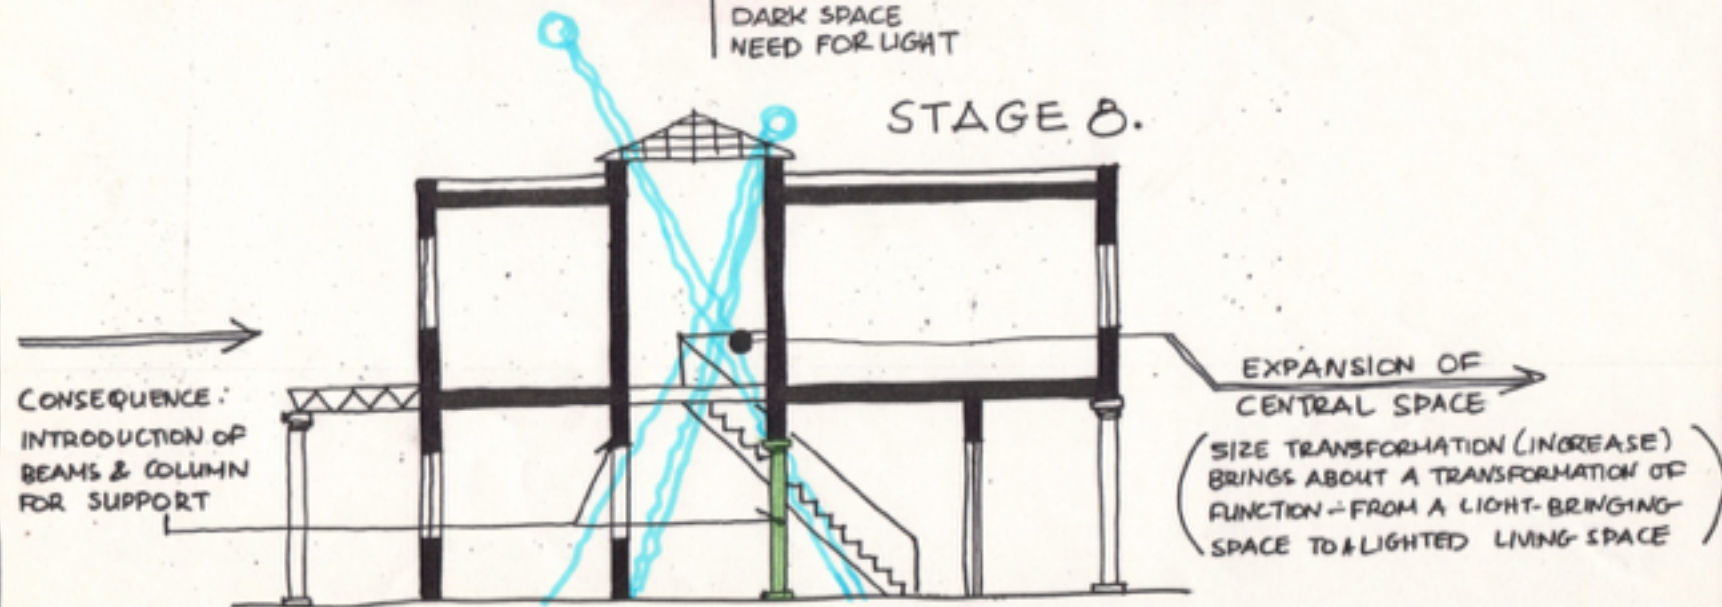 DARK SPACE
NEED FOR LIGHT
STAGE 8.
CONSEQUENCE:
INTRODUCTION OF
BEAMS & COLUMN
FOR SUPPORT
EXPANSION OF
CENTRAL SPACE
(SIZE TRANSFORMATION (INCREASE)
BRINGS ABOUT A TRANSFORMATION OF
FUNCTION - FROM A LIGHT-BRINGING
SPACE TO A LIGHTED LIVING SPACE)